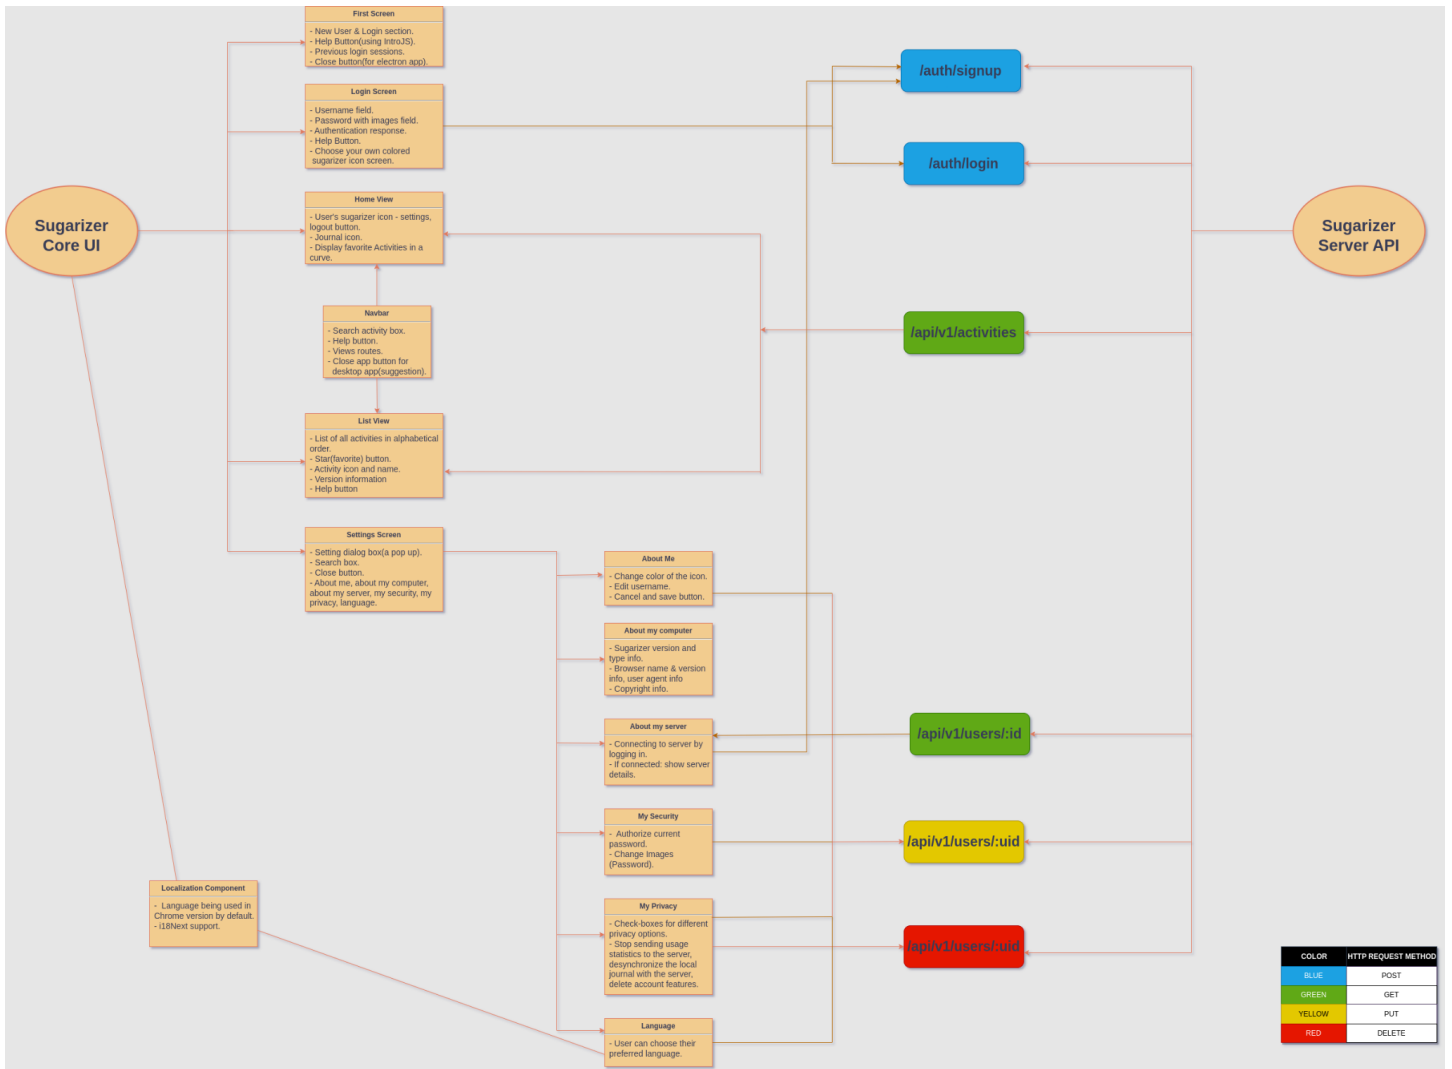 First Screen
- New User & Login section.
- Help Button(using IntroJS).
- Previous login sessions.
- Close button(for electron app).
Login Screen
- Username field.
- Password with images field.
- Authentication response.
- Help Button.
- Choose your own colored
sugarizer icon screen.
Sugarizer
Core UI
Home View
- User's sugarizer icon - settings,
logout button.
- Journal icon.
- Display favorite Activities in a
curve.
Navbar
- Search activity box.
- Help button.
- Views routes.
- Close app button for
desktop app(suggestion).
List View
- List of all activities in alphabetical
order.
- Star(favorite) button.
- Activity icon and name.
- Version information
- Help button
Settings Screen
- Setting dialog box(a pop up).
- Search box.
- Close button.
- About me, about my computer,
about my server, my security, my
privacy, language.
About Me
- Change color of the icon.
- Edit username.
- Cancel and save button.
About my computer
- Sugarizer version and
type info.
- Browser name & version
info, user agent info
- Copyright info.
About my server
- Connecting to server by
logging in.
- If connected: show server
details.
My Security
- Authorize current
password.
- Change Images
(Password).
My Privacy
- Check-boxes for different
privacy options.
- Stop sending usage
statistics to the server,
desynchronize the local
journal with the server,
delete account features.
Language
- User can choose their
preferred language.
Localization Component
- Language being used in
Chrome version by default.
- i18Next support.
/auth/signup
/auth/login
/api/v1/activities
/api/v1/users/:id
/api/v1/users/:uid
/api/v1/users/:uid
Sugarizer
Server API
COLOR HTTP REQUEST METHOD
BLUE POST
GREEN GET
YELLOW PUT
RED DELETE